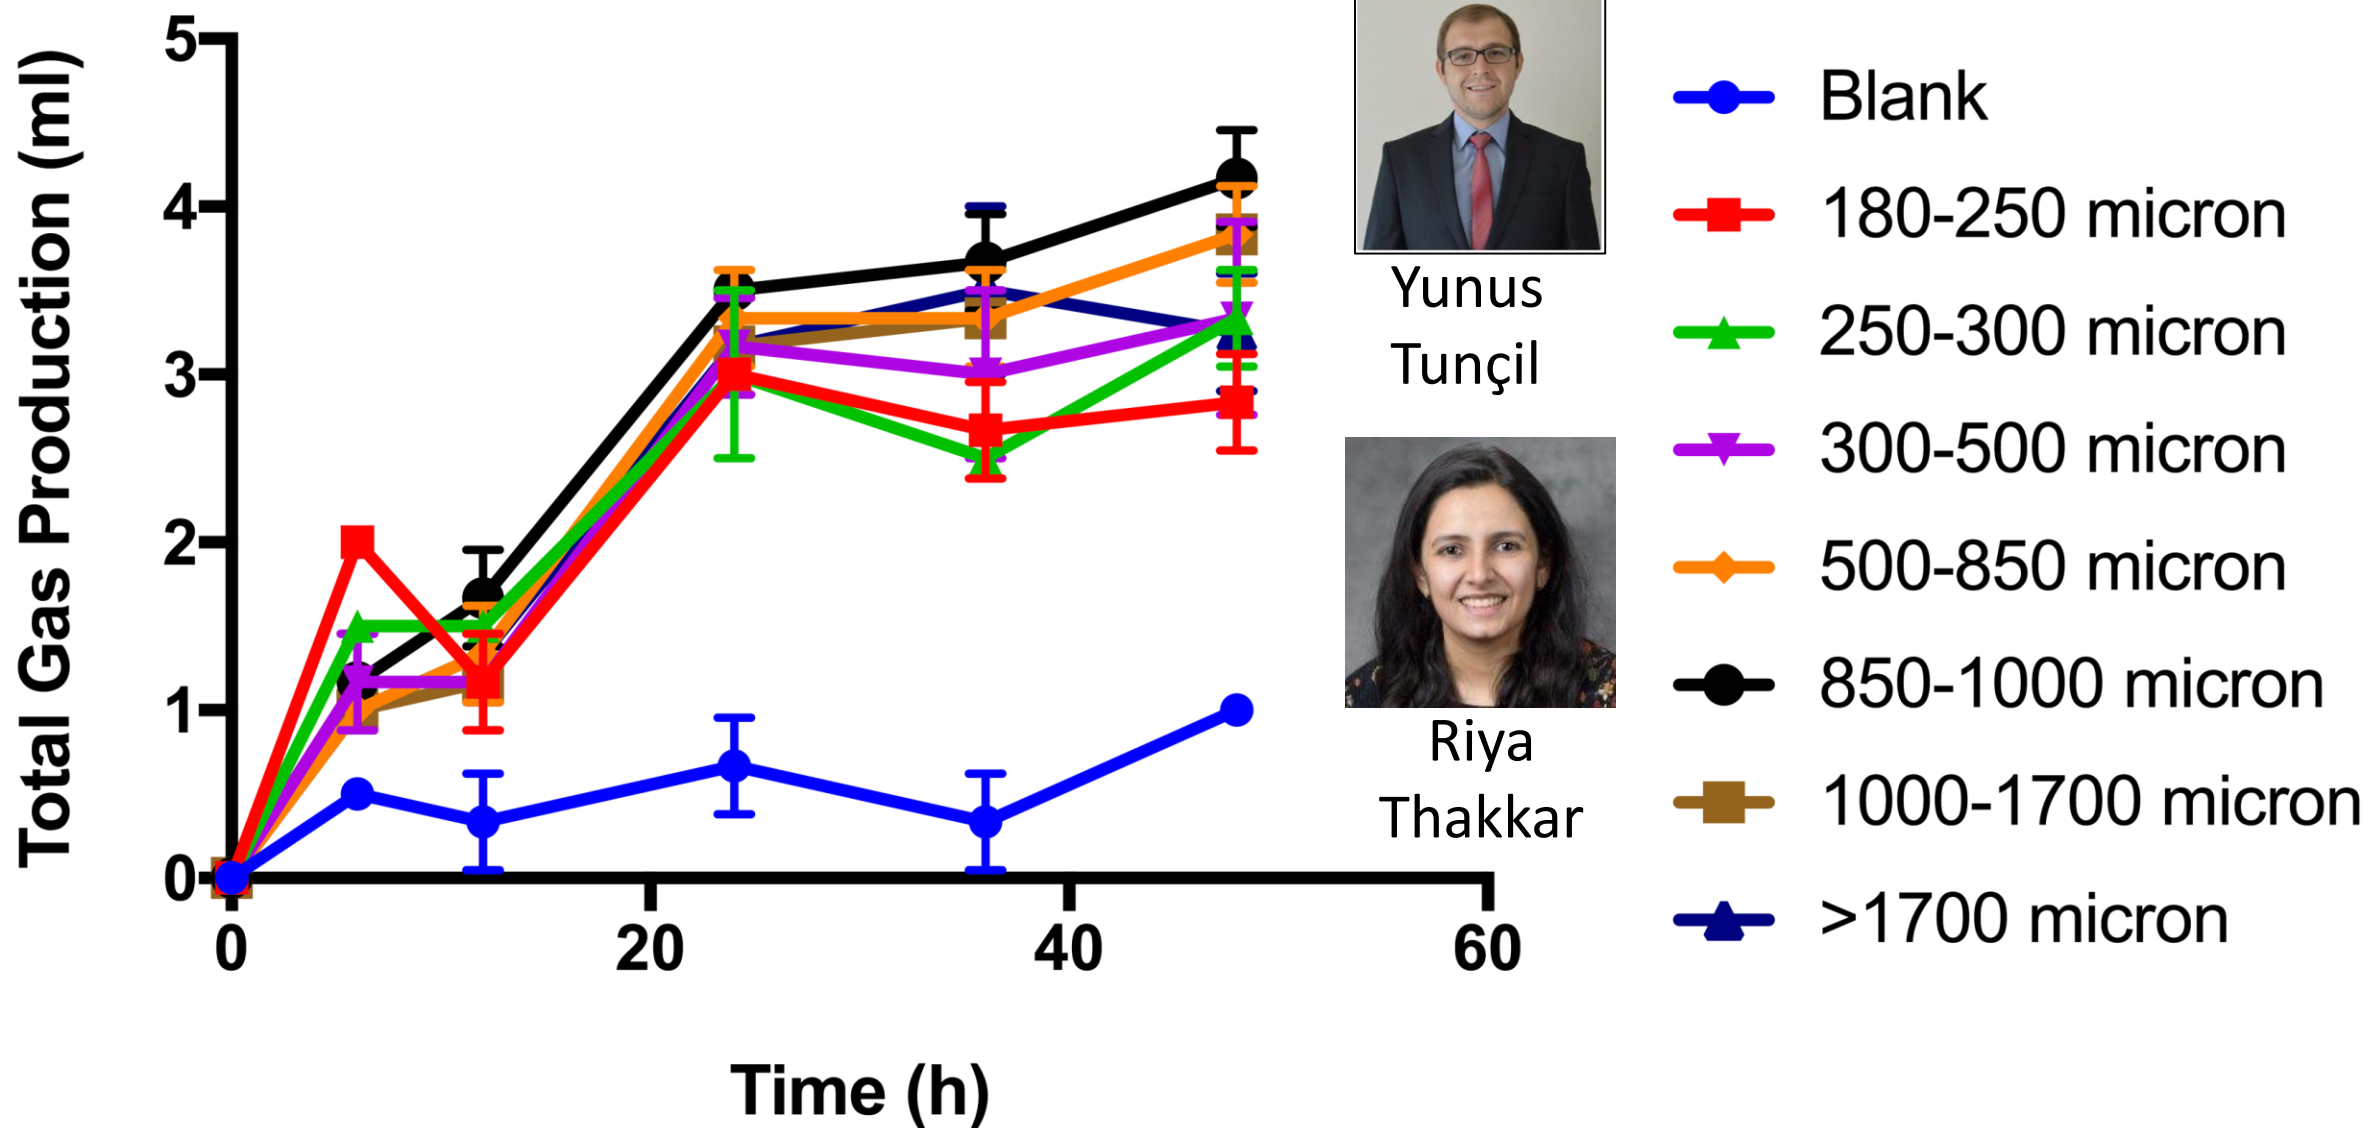 Total Gas Production (ml)
5
4
3
2
1
0
0 20 40 60
Time (h)
Yunus
Tunçil
Riya
Thakkar
Blank
180-250 micron
250-300 micron
300-500 micron
500-850 micron
850-1000 micron
1000-1700 micron
>1700 micron